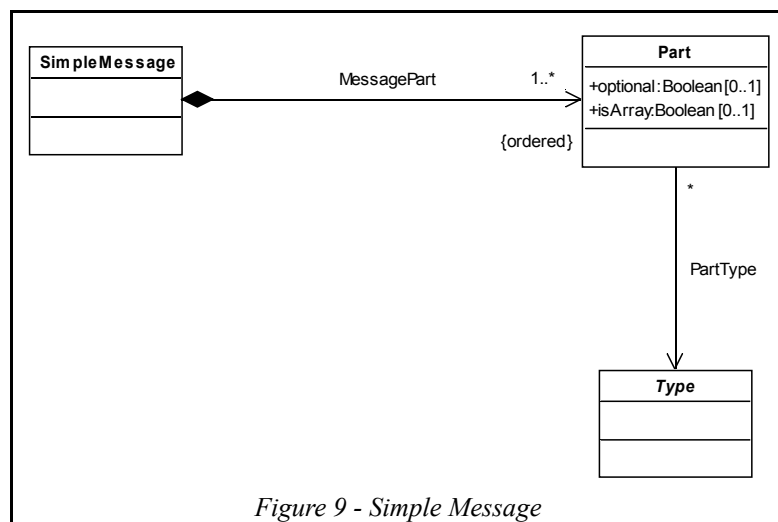 SimpleMessage
MessagePart
1..*
{ordered}
Part
+optional:Boolean[0..1]
+isArray:Boolean[0..1]
*
PartType
Type
Figure 9 - Simple Message